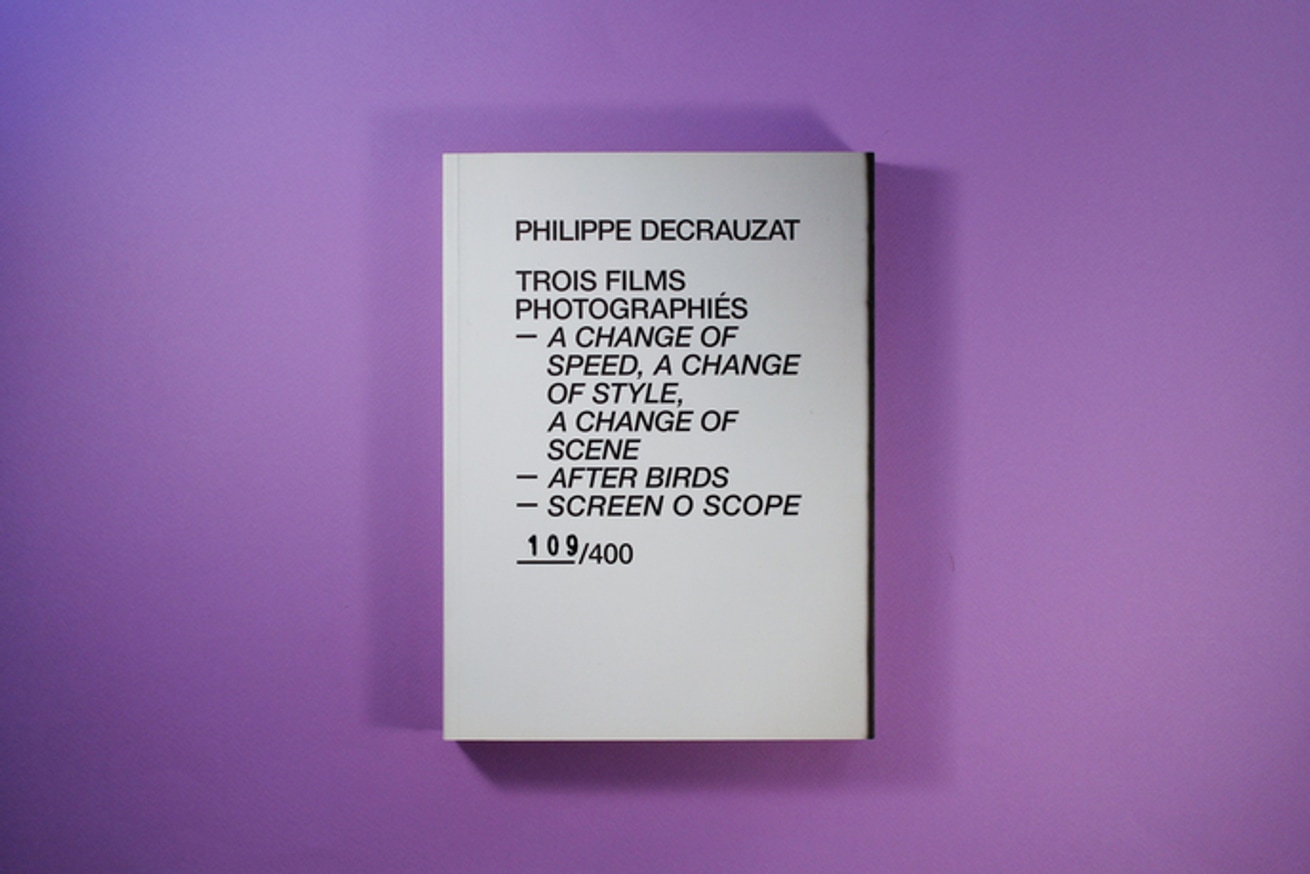 PHILIPPE DECRAUZAT
TROIS FILMS
PHOTOGRAPHIÉS
— A CHANGE OF
SPEED, A CHANGE
OF STYLE,
A CHANGE OF
SCENE
— AFTER BIRDS
— SCREEN O SCOPE
109/400